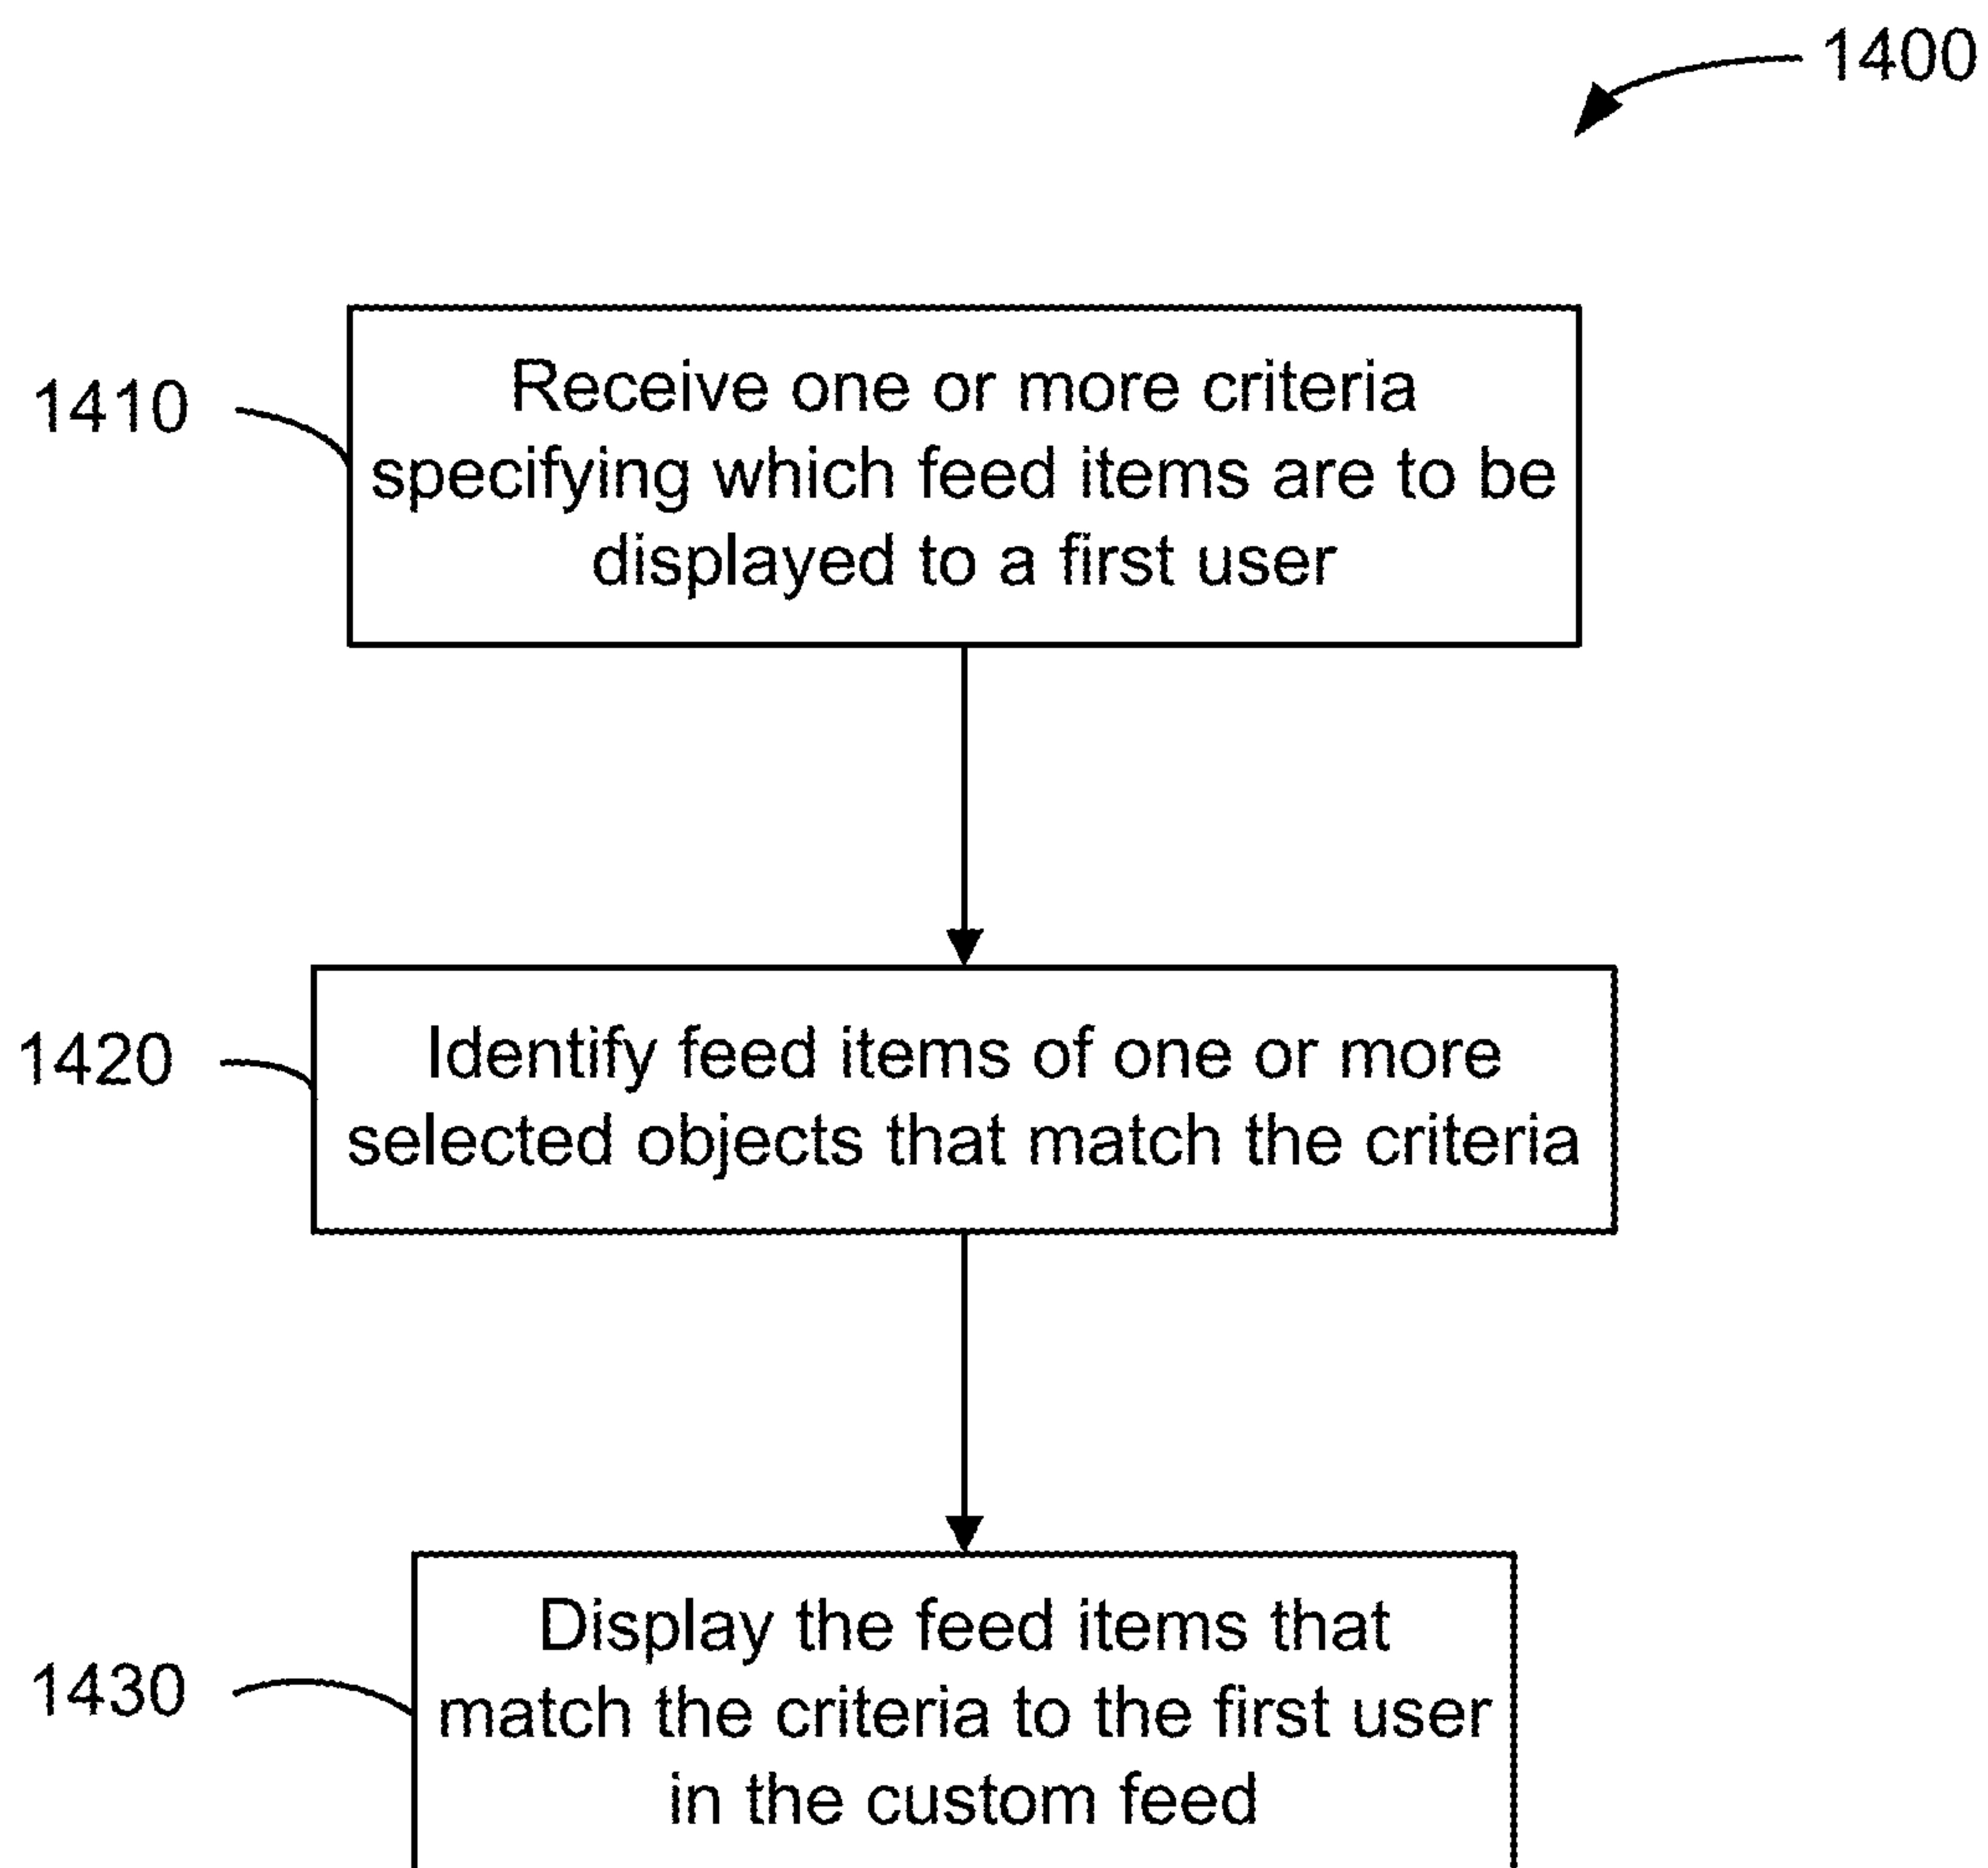 1400
1410
Receive one or more criteria
specifying which feed items are to be
displayed to a first user
1420
Identify feed items of one or more
selected objects that match the criteria
1430
Display the feed items that
match the criteria to the first user
in the custom feed